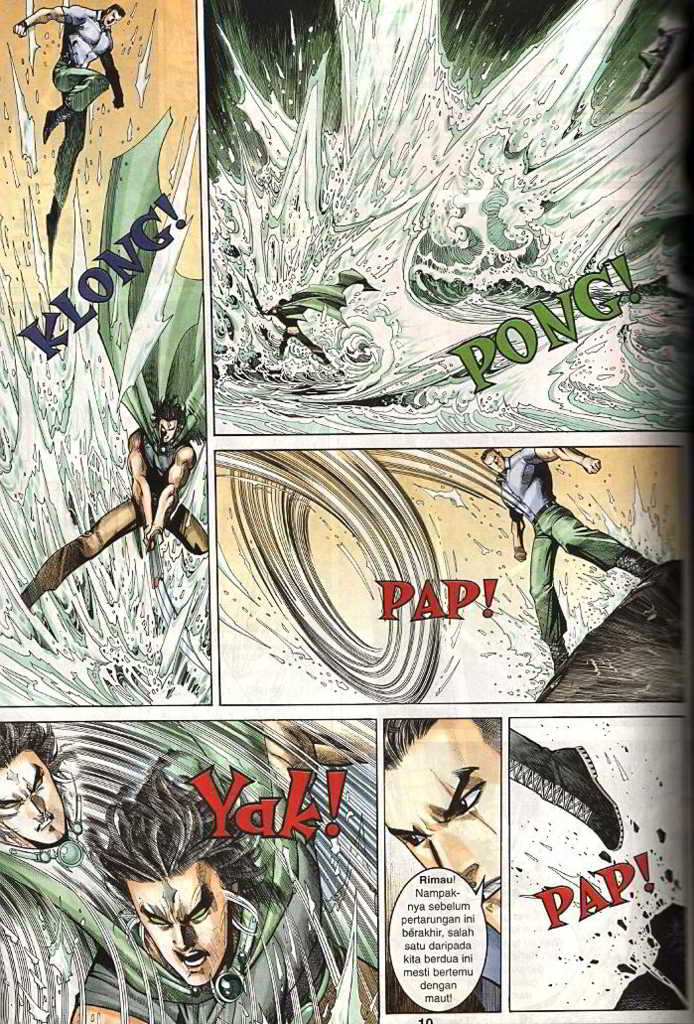 KLONG!
PONG!
PAP!
Yak!
Rimau!
Nampak-
nya sebelum
pertarungan ini
bérakhir, salah
satu daripada
kita berdua ini
mesti bertemu
dengan
maut!
PAP!
10